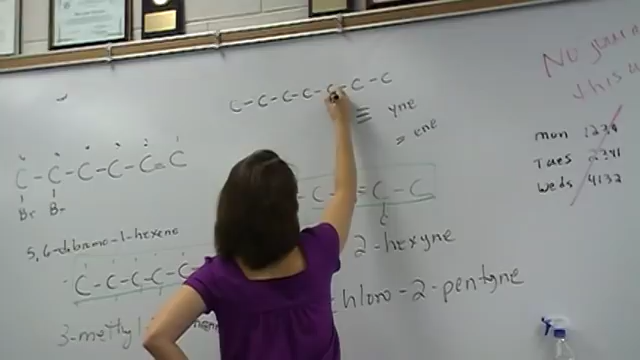 C - C - C - C - C - C - C
≡ yne
= ene
No
this
mon 1234
Tues 2341
Weds 4132
C - C - C - C - C = C
Br Br
5,6-dibromo-1-hexene
C - C = C - C
C
2-hexyne
C - C - C - C - C
chloro-2-pentyne
3-methyl